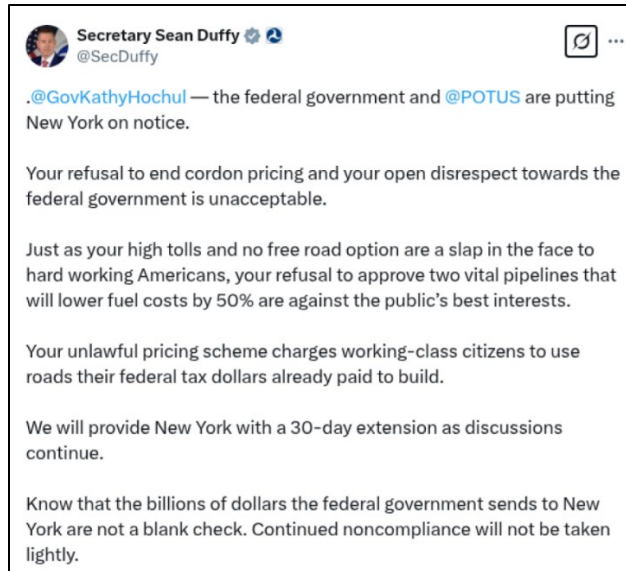 Secretary Sean Duffy
@SecDuffy
.@GovKathyHochul — the federal government and @POTUS are putting
New York on notice.
Your refusal to end cordon pricing and your open disrespect towards the
federal government is unacceptable.
Just as your high tolls and no free road option are a slap in the face to
hard working Americans, your refusal to approve two vital pipelines that
will lower fuel costs by 50% are against the public’s best interests.
Your unlawful pricing scheme charges working-class citizens to use
roads their federal tax dollars already paid to build.
We will provide New York with a 30-day extension as discussions
continue.
Know that the billions of dollars the federal government sends to New
York are not a blank check. Continued noncompliance will not be taken
lightly.